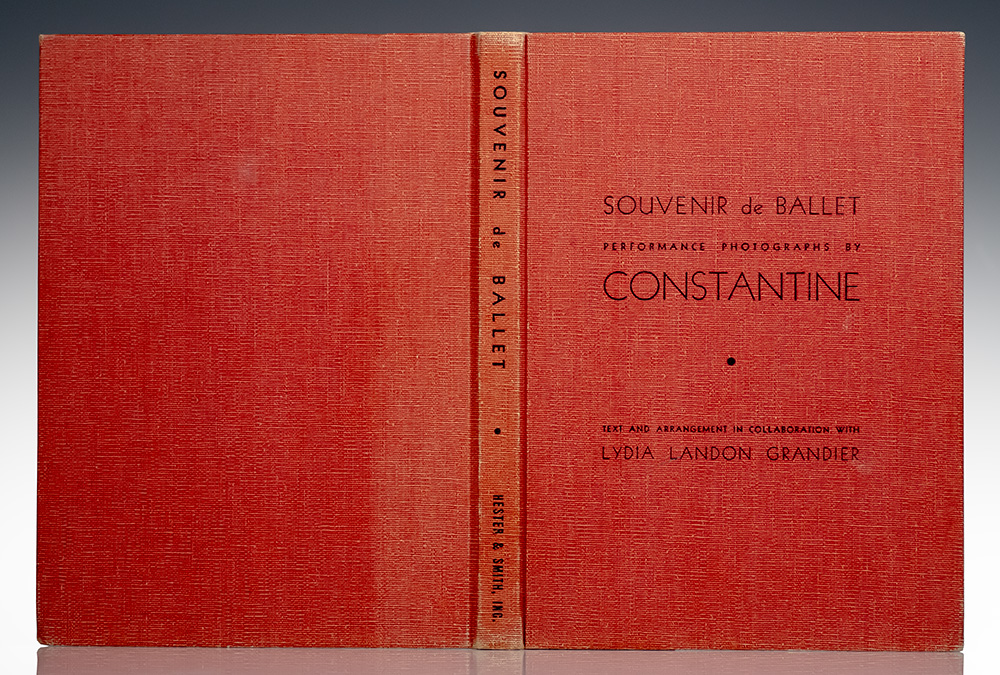 SOUVENIR de BALLET • HESTER & SMITH, INC.
SOUVENIR de BALLET
PERFORMANCE PHOTOGRAPHS BY
CONSTANTINE
•
TEXT AND ARRANGEMENT IN COLLABORATION WITH
LYDIA LANDON GRANDIER